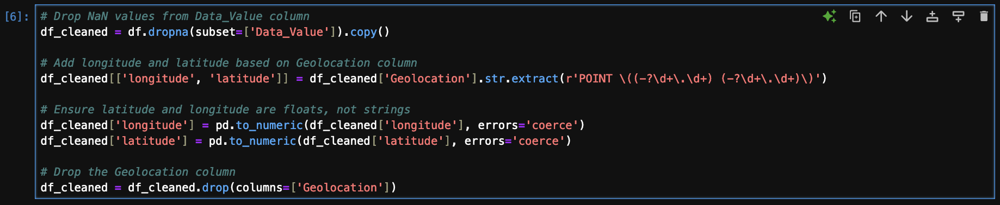 [6]:
# Drop NaN values from Data_Value column
df_cleaned = df.dropna(subset=['Data_Value']).copy()
# Add longitude and latitude based on Geolocation column
df_cleaned[['longitude', 'latitude']] = df_cleaned['Geolocation'].str.extract(r'POINT \((-?\d+\.\d+) (-?\d+\.\d+)\)')
# Ensure latitude and longitude are floats, not strings
df_cleaned['longitude'] = pd.to_numeric(df_cleaned['longitude'], errors='coerce')
df_cleaned['latitude'] = pd.to_numeric(df_cleaned['latitude'], errors='coerce')
# Drop the Geolocation column
df_cleaned = df_cleaned.drop(columns=['Geolocation'])